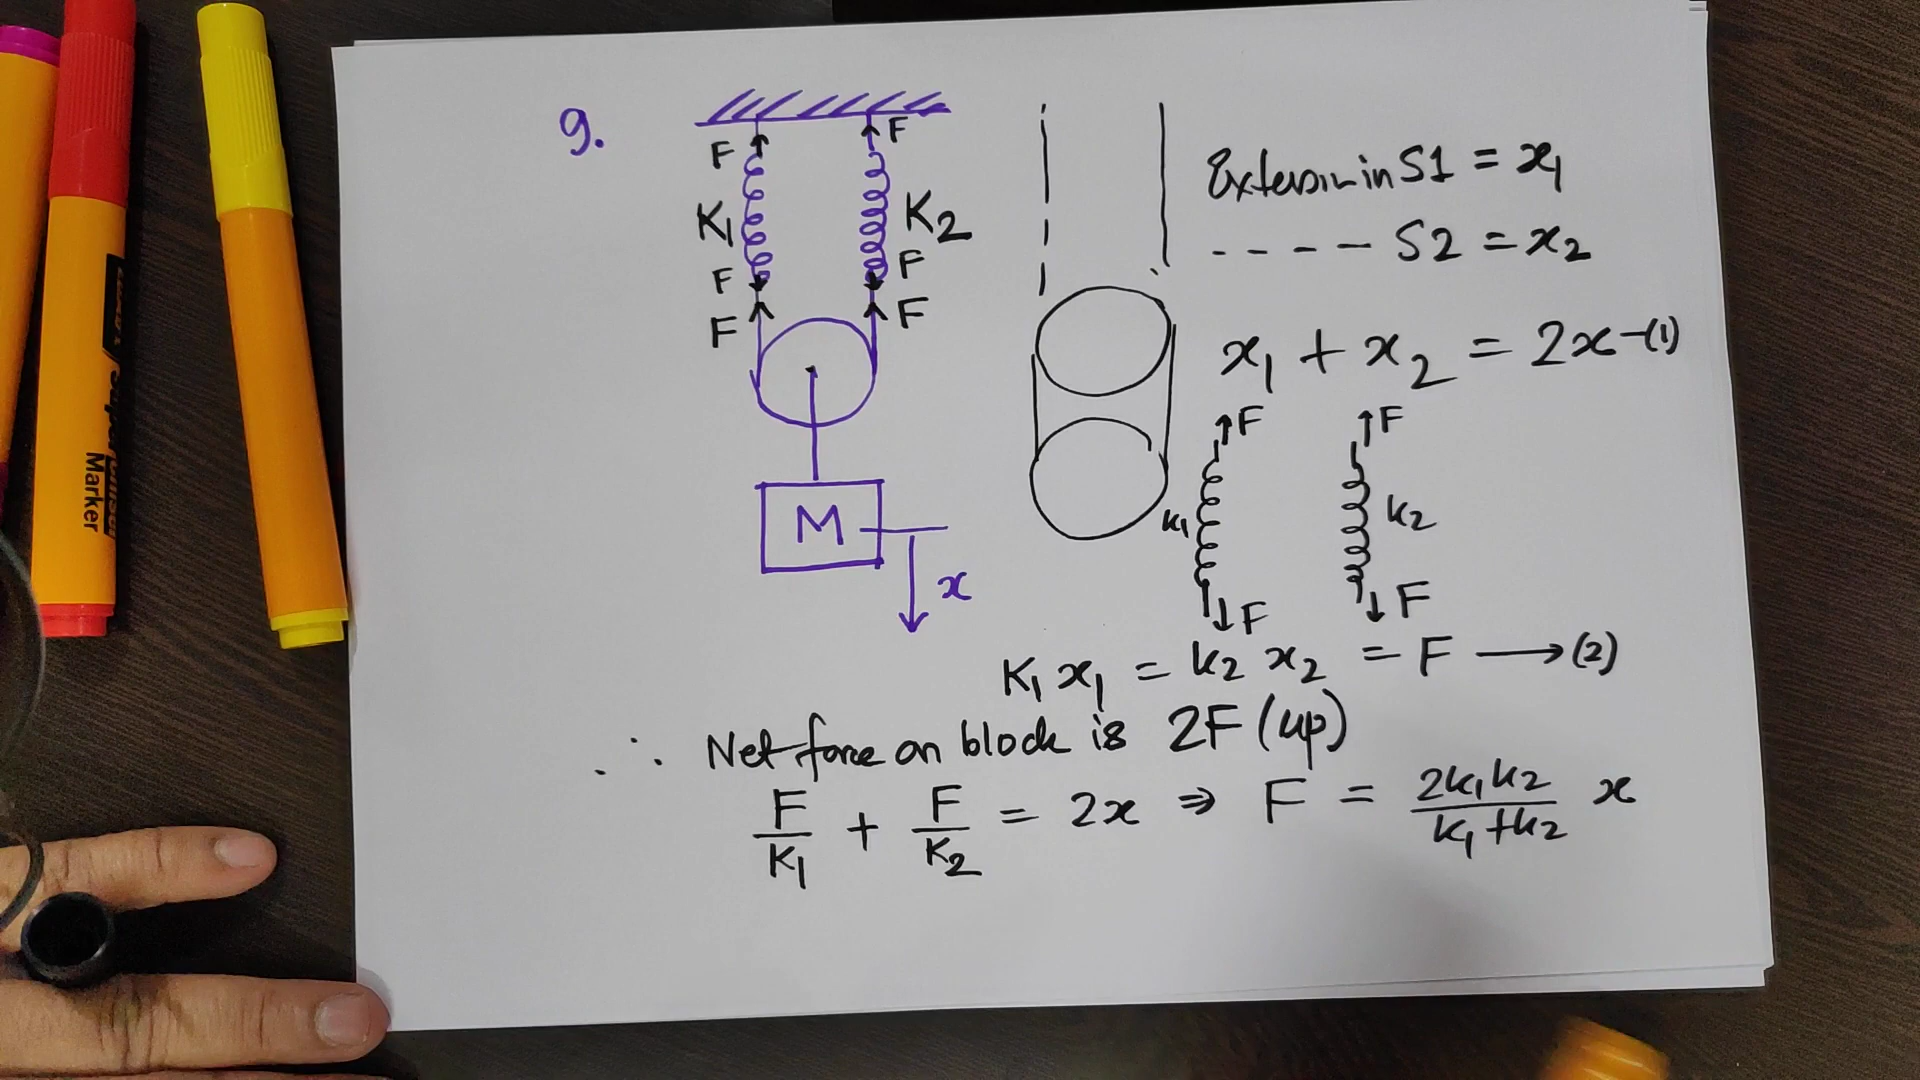 9.
F
F
K1
K2
F
F
F
F
M
x
Extension in S1 = x1
---- S2 = x2
x1 + x2 = 2x -(1)
F
F
k1
k2
F
F
K1 x1 = k2 x2 = F → (2)
∴ Net force on block is 2F (up)
F/K1 + F/K2 = 2x ⇒ F = 2k1k2/k1+k2 x
Marker